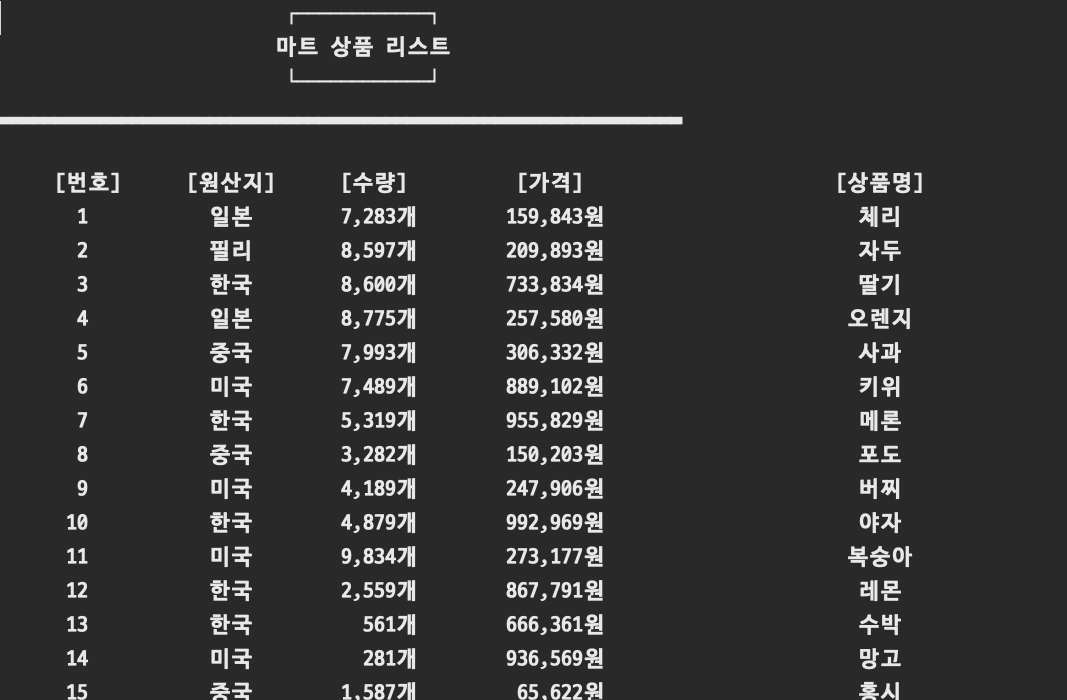 마트 상품 리스트
[번호] [원산지] [수량] [가격] [상품명]
1 일본 7,283개 159,843원 체리
2 필리 8,597개 209,893원 자두
3 한국 8,600개 733,834원 딸기
4 일본 8,775개 257,580원 오렌지
5 중국 7,993개 306,332원 사과
6 미국 7,489개 889,102원 키위
7 한국 5,319개 955,829원 메론
8 중국 3,282개 150,203원 포도
9 미국 4,189개 247,906원 버찌
10 한국 4,879개 992,969원 야자
11 미국 9,834개 273,177원 복숭아
12 한국 2,559개 867,791원 레몬
13 한국 561개 666,361원 수박
14 미국 281개 936,569원 망고
15 중국 1,587개 65,622원 홍시